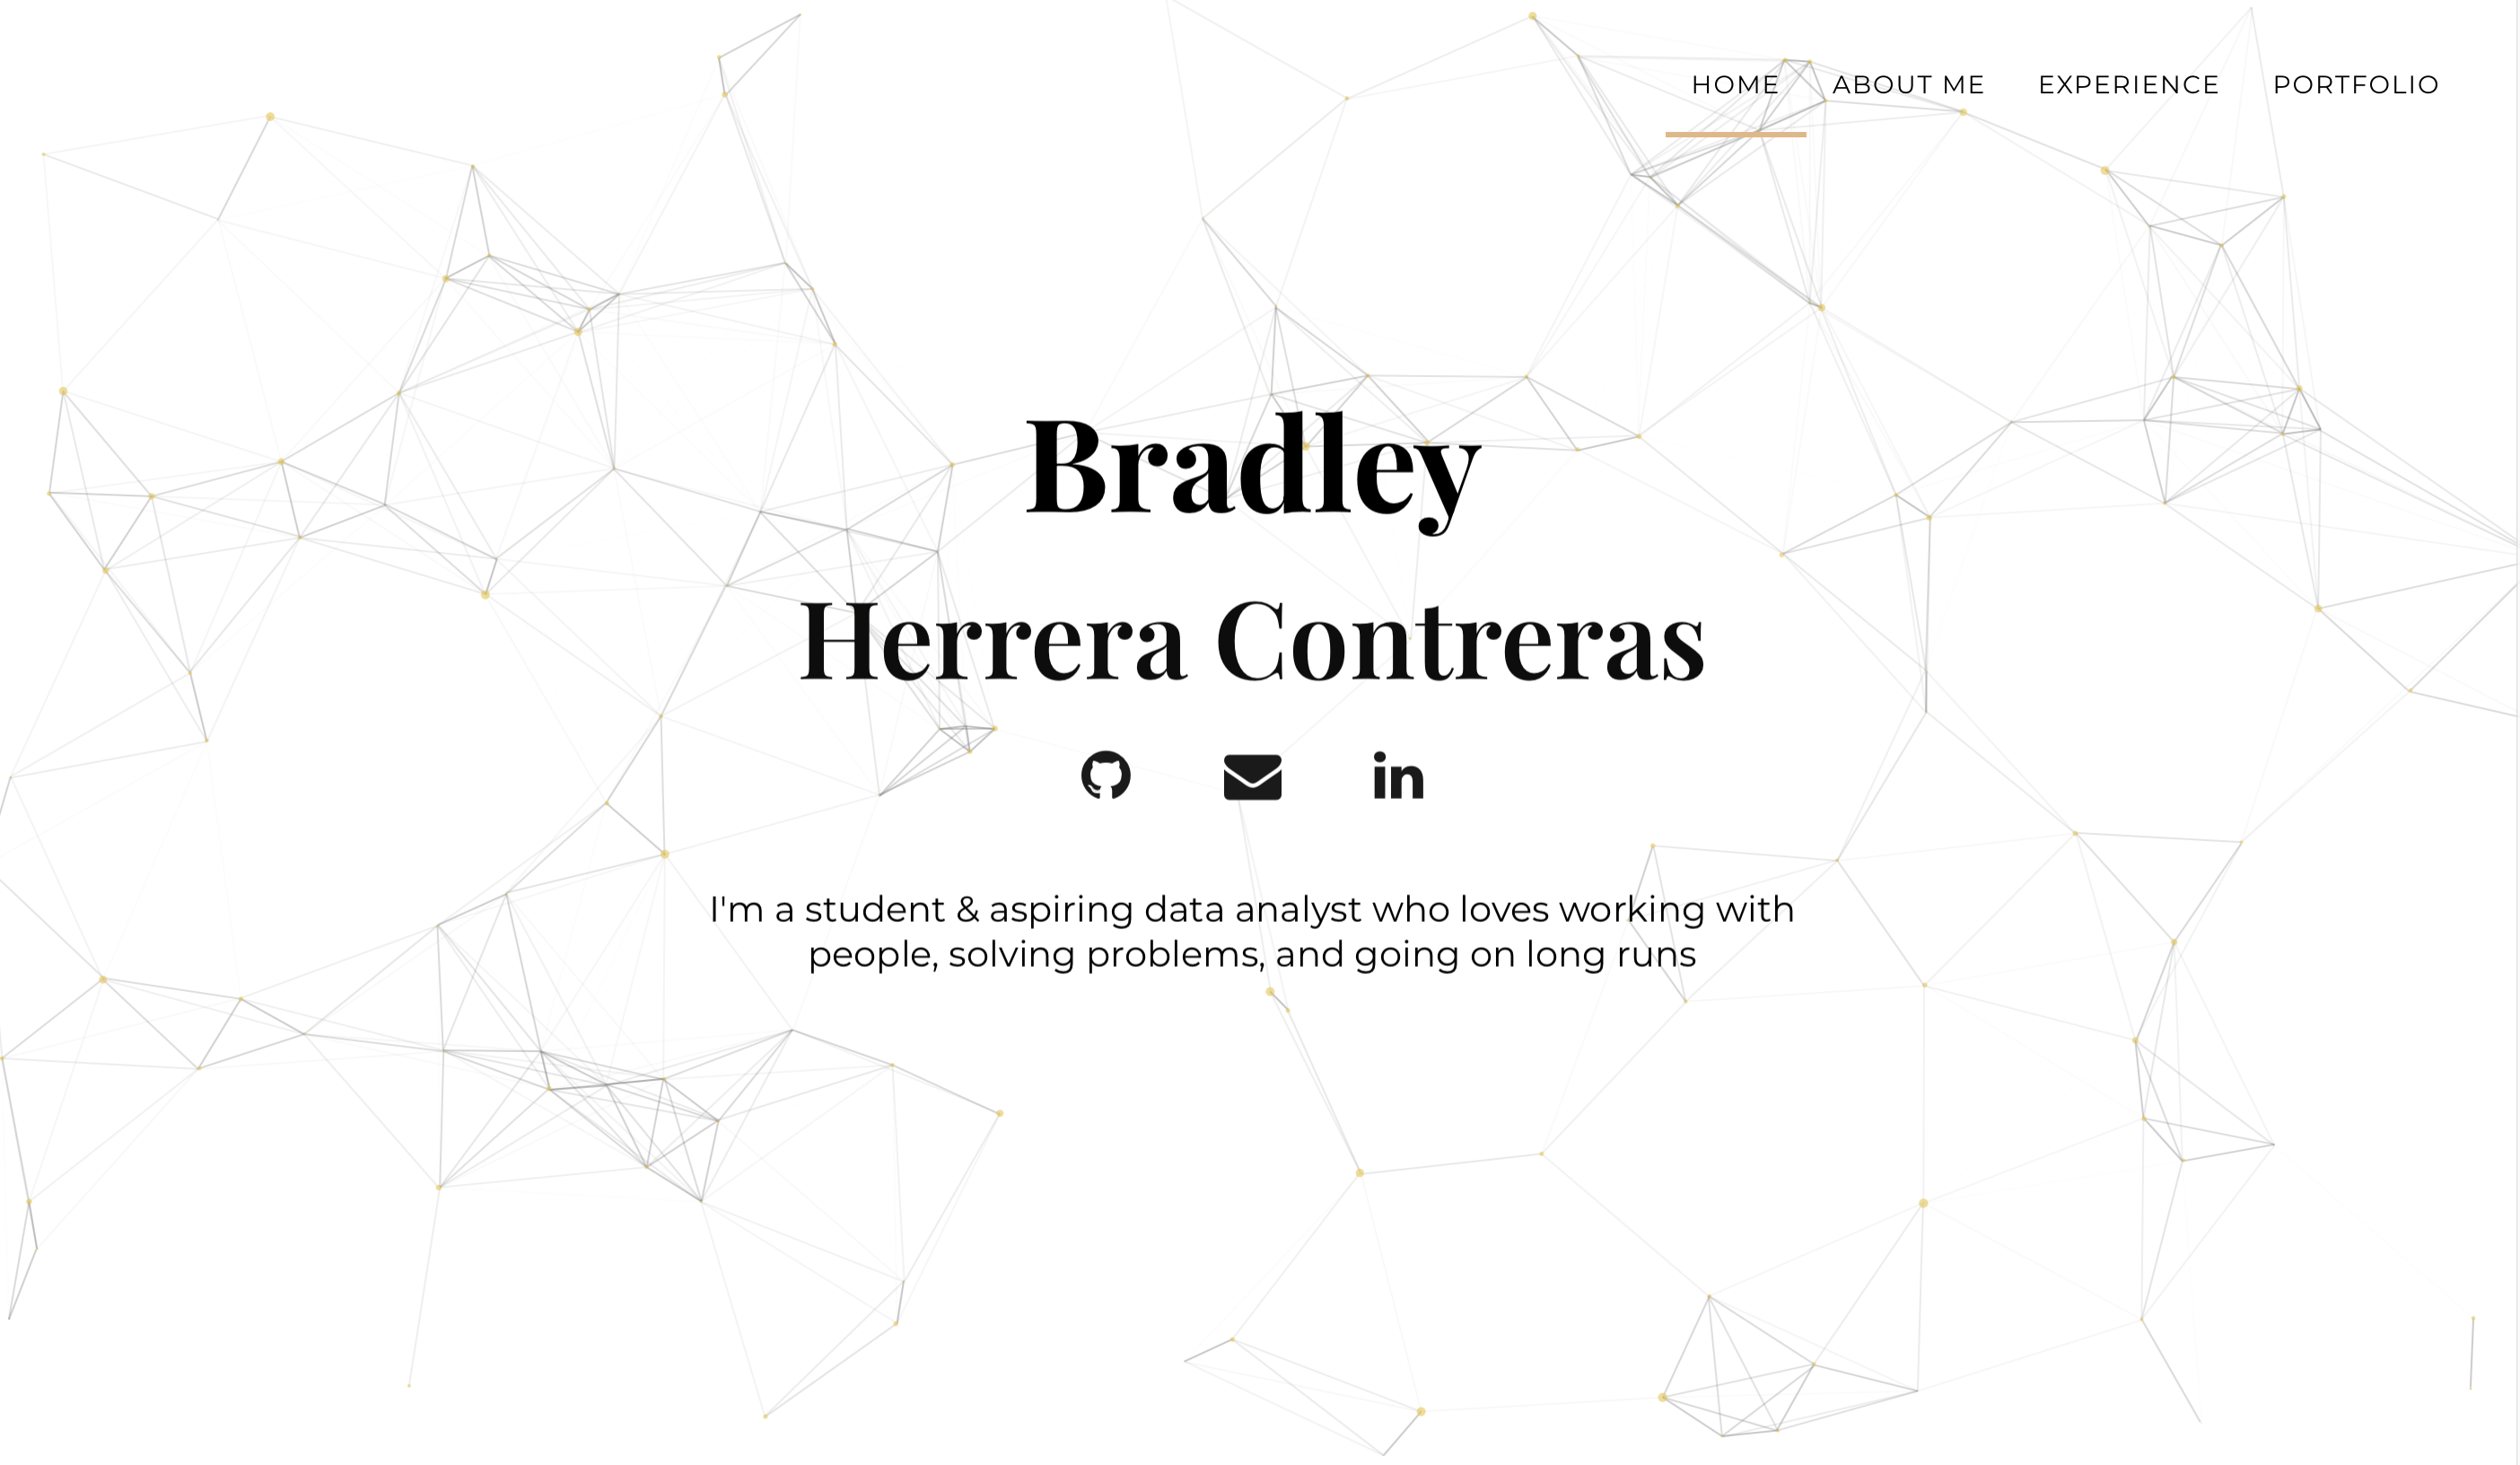 HOME ABOUT ME EXPERIENCE PORTFOLIO
Bradley
Herrera Contreras
in
I'm a student & aspiring data analyst who loves working with
people, solving problems, and going on long runs